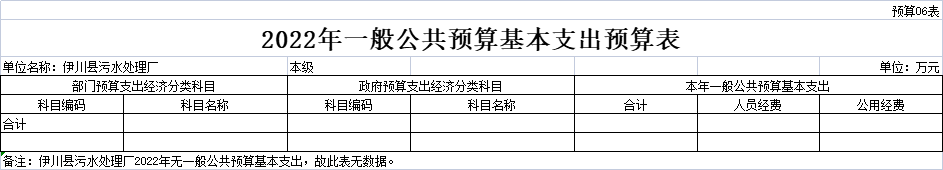 预算06表
2022年一般公共预算基本支出预算表
单位名称：伊川县污水处理厂 本级 单位：万元
部门预算支出经济分类科目 政府预算支出经济分类科目 本年一般公共预算基本支出
科目编码 科目名称 科目编码 科目名称 合计 人员经费 公用经费
合计
备注：伊川县污水处理厂2022年无一般公共预算基本支出，故此表无数据。